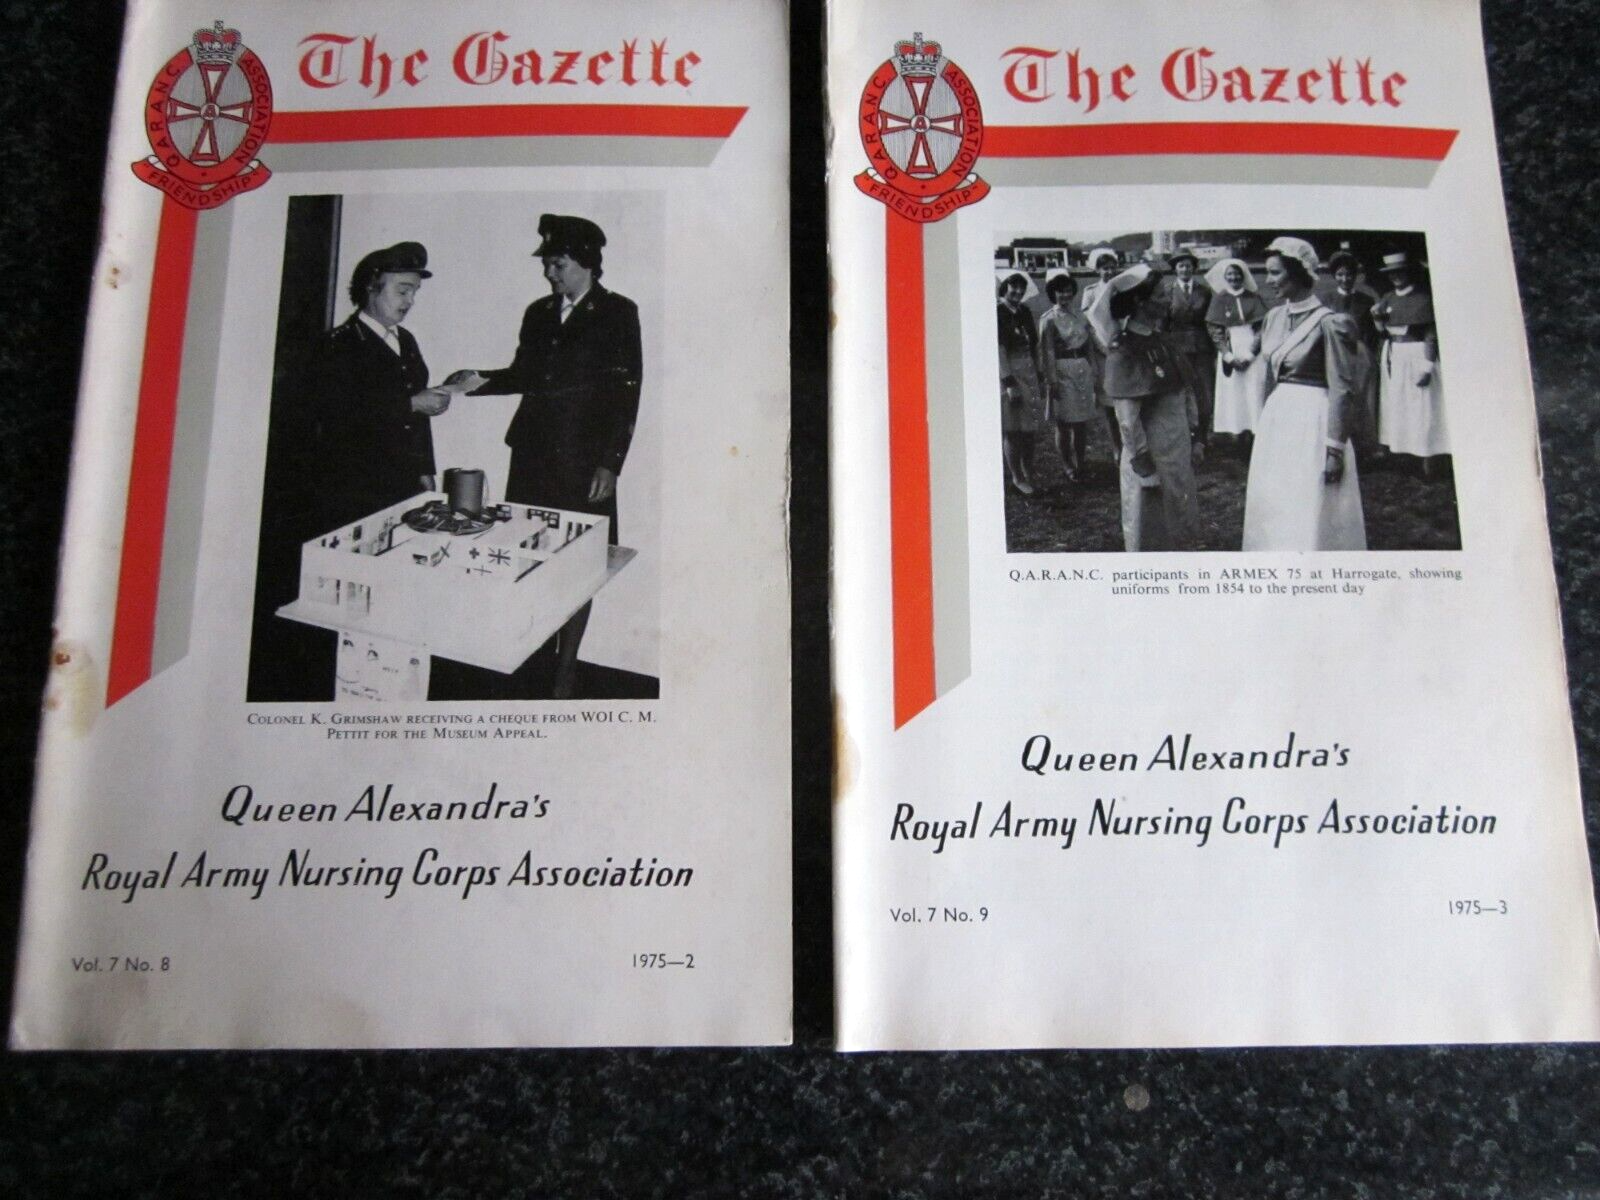 The Gazette
Q.A.R.A.N.C. ASSOCIATION
A
"FRIENDSHIP"
COLONEL K. GRIMSHAW RECEIVING A CHEQUE FROM WOI C. M.
PETTIT FOR THE MUSEUM APPEAL.
Queen Alexandra's
Royal Army Nursing Corps Association
Vol. 7 No. 8
1975—2
The Gazette
Q.A.R.A.N.C. ASSOCIATION
A
"FRIENDSHIP"
Q.A.R.A.N.C. participants in ARMEX 75 at Harrogate, showing
uniforms from 1854 to the present day
Queen Alexandra's
Royal Army Nursing Corps Association
Vol. 7 No. 9
1975—3